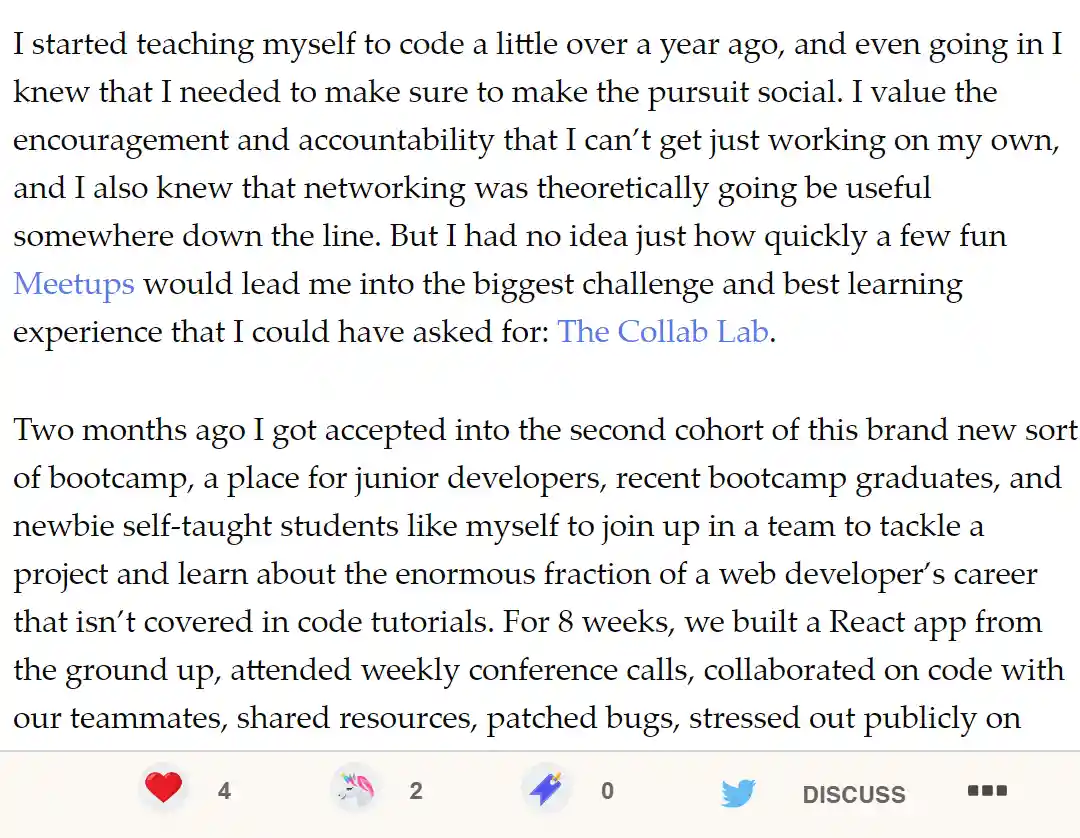 I started teaching myself to code a little over a year ago, and even going in I
knew that I needed to make sure to make the pursuit social. I value the
encouragement and accountability that I can’t get just working on my own,
and I also knew that networking was theoretically going be useful
somewhere down the line. But I had no idea just how quickly a few fun
Meetups would lead me into the biggest challenge and best learning
experience that I could have asked for: The Collab Lab.
Two months ago I got accepted into the second cohort of this brand new sort
of bootcamp, a place for junior developers, recent bootcamp graduates, and
newbie self-taught students like myself to join up in a team to tackle a
project and learn about the enormous fraction of a web developer’s career
that isn’t covered in code tutorials. For 8 weeks, we built a React app from
the ground up, attended weekly conference calls, collaborated on code with
our teammates, shared resources, patched bugs, stressed out publicly on
4 2 0 DISCUSS